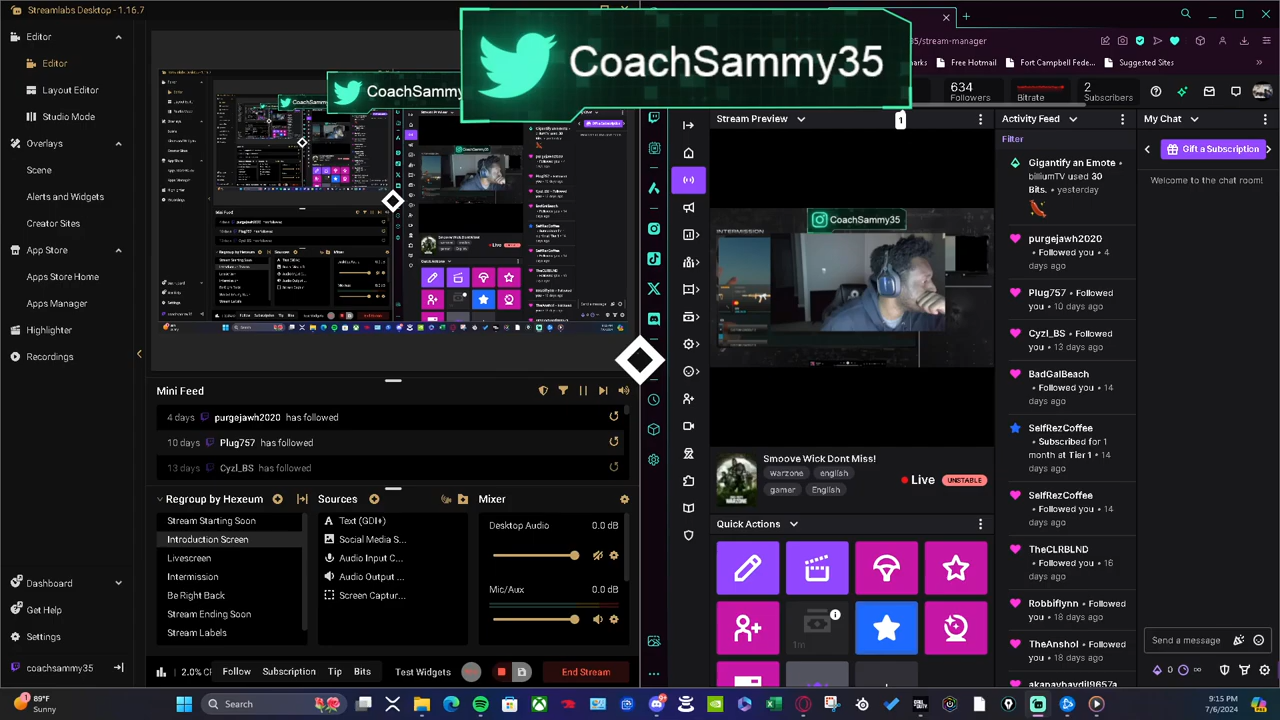 Streamlabs Desktop - 1.16.7
Editor
Editor
Layout Editor
Studio Mode
Overlays
Scene
Alerts and Widgets
Creator Sites
App Store
Apps Store Home
Apps Manager
Highlighter
Recordings
Dashboard
Get Help
Settings
coachsammy35
CoachSammy35
CoachSammy
Mini Feed
4 days purgejawh2020 has followed
10 days Plug757 has followed
13 days Cyzl_BS has followed
Regroup by Hexeum
Stream Starting Soon
Introduction Screen
Livescreen
Intermission
Be Right Back
Stream Ending Soon
Stream Labels
Sources
Text (GDI+)
Social Media S...
Audio Input C...
Audio Output ...
Screen Captur...
Mixer
Desktop Audio 0.0 dB
Mic/Aux 0.0 dB
2.0% CP
Follow
Subscription
Tip
Bits
Test Widgets
End Stream
/stream-manager
Free Hotmail
Fort Campbell Fede...
Suggested Sites
634
Followers
Bitrate
2
Stream Preview
1
INTERMISSION
CoachSammy35
Smoove Wick Dont Miss!
Warzone
english
gamer
English
Live
UNSTABLE
Quick Actions
1m
Filter
Gigantify an Emote •
biliumTV used 30
Bits. • yesterday
purgejawh2020
• Followed you • 4
days ago
Plug757 • Followed
you • 10 days ago
Cyzl_BS • Followed
you • 13 days ago
BadGalBeach
• Followed you • 14
days ago
SelfRezCoffee
• Subscribed for 1
month at Tier 1 • 14
days ago
SelfRezCoffee
• Followed you • 14
days ago
TheCLRBLND
• Followed you • 16
days ago
Robbiflynn • Followed
you • 18 days ago
TheAnshol • Followed
you • 18 days ago
My Chat
Gift a Subscription
Welcome to the chat room!
Send a message
89°F
Sunny
Search
9:15 PM
7/6/2024